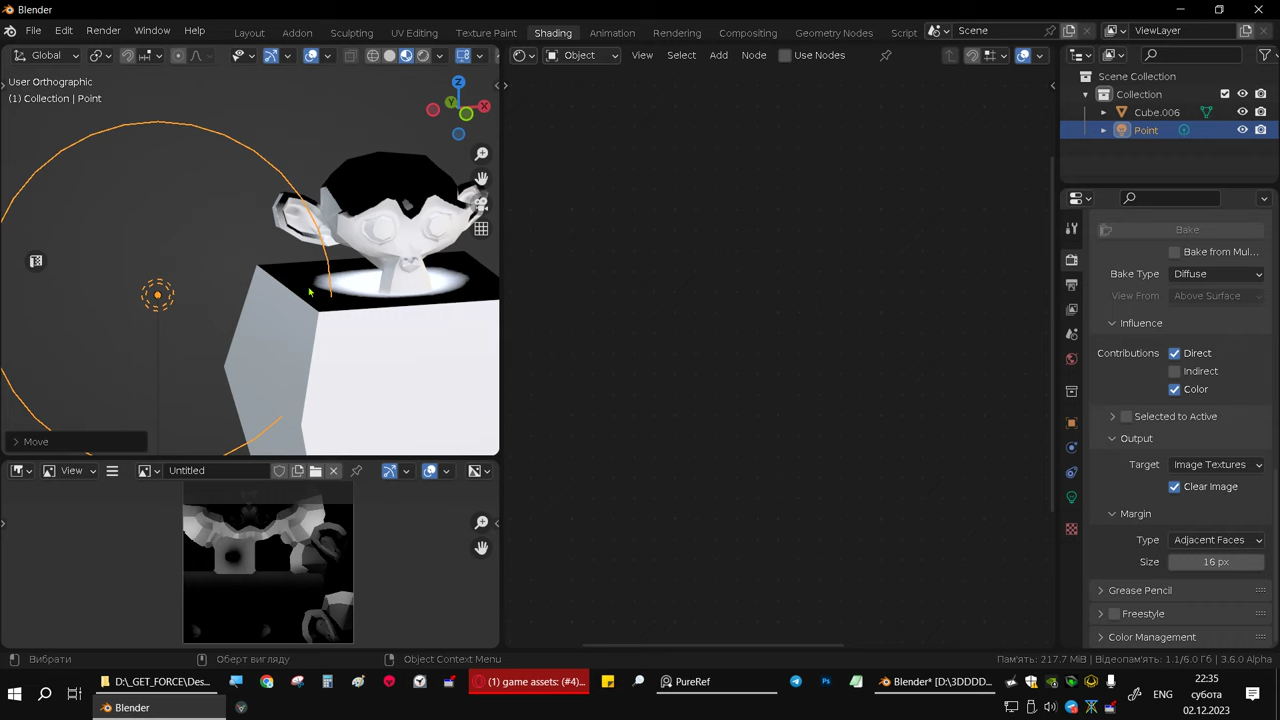 Blender
File Edit Render Window Help
Layout Addon Sculpting UV Editing Texture Paint Shading Animation Rendering Compositing Geometry Nodes Script
Scene
ViewLayer
Global
Object View Select Add Node Use Nodes
User Orthographic
(1) Collection | Point
Z
Y
X
Scene Collection
Collection
Cube.006
Point
Bake
Bake from Mul...
Bake Type Diffuse
View From Above Surface
Influence
Contributions Direct
Indirect
Color
Selected to Active
Output
Target Image Textures
Clear Image
Margin
Type Adjacent Faces
Size 16 px
Grease Pencil
Freestyle
Color Management
Move
View Untitled
Вибрати Оберт вигляду Object Context Menu
Пам'ять: 217.7 MiB | Відеопам'ять: 1.1/6.0 Гб | 3.6.0 Alpha
D:\_GET_FORCE\Des...
(1) game assets: (#4)...
PureRef
Blender* [D:\3DDDD...
ENG
22:35
субота
02.12.2023
Blender